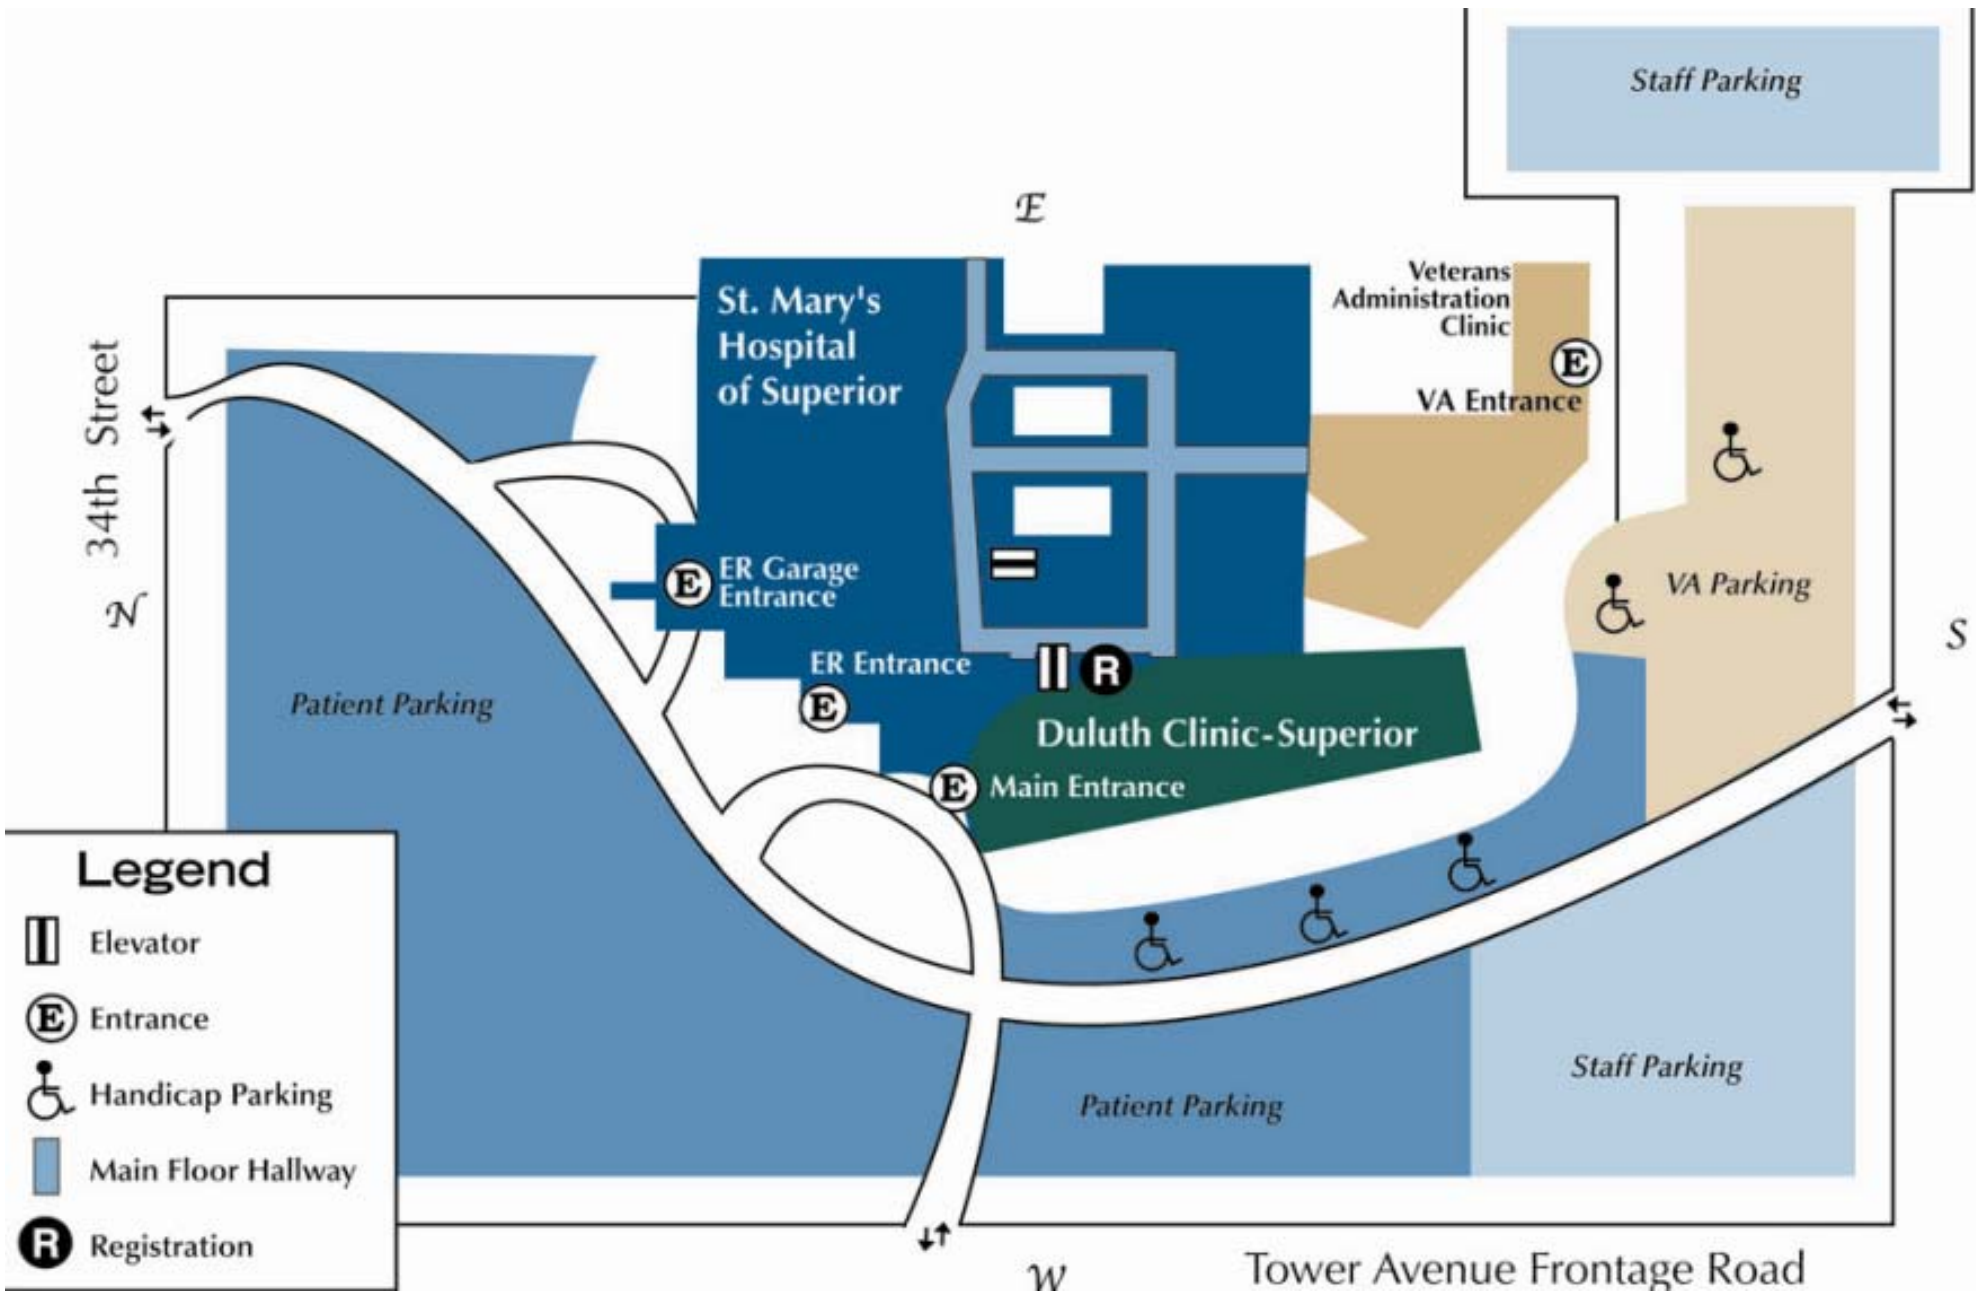 Staff Parking
E
St. Mary's
Hospital
of Superior
Veterans
Administration
Clinic
E
VA Entrance
34th Street
N
E
ER Garage
Entrance
VA Parking
S
ER Entrance
E
R
Patient Parking
Duluth Clinic-Superior
E
Main Entrance
Legend
Elevator
E
Entrance
Handicap Parking
Main Floor Hallway
R
Registration
Staff Parking
Patient Parking
W
Tower Avenue Frontage Road